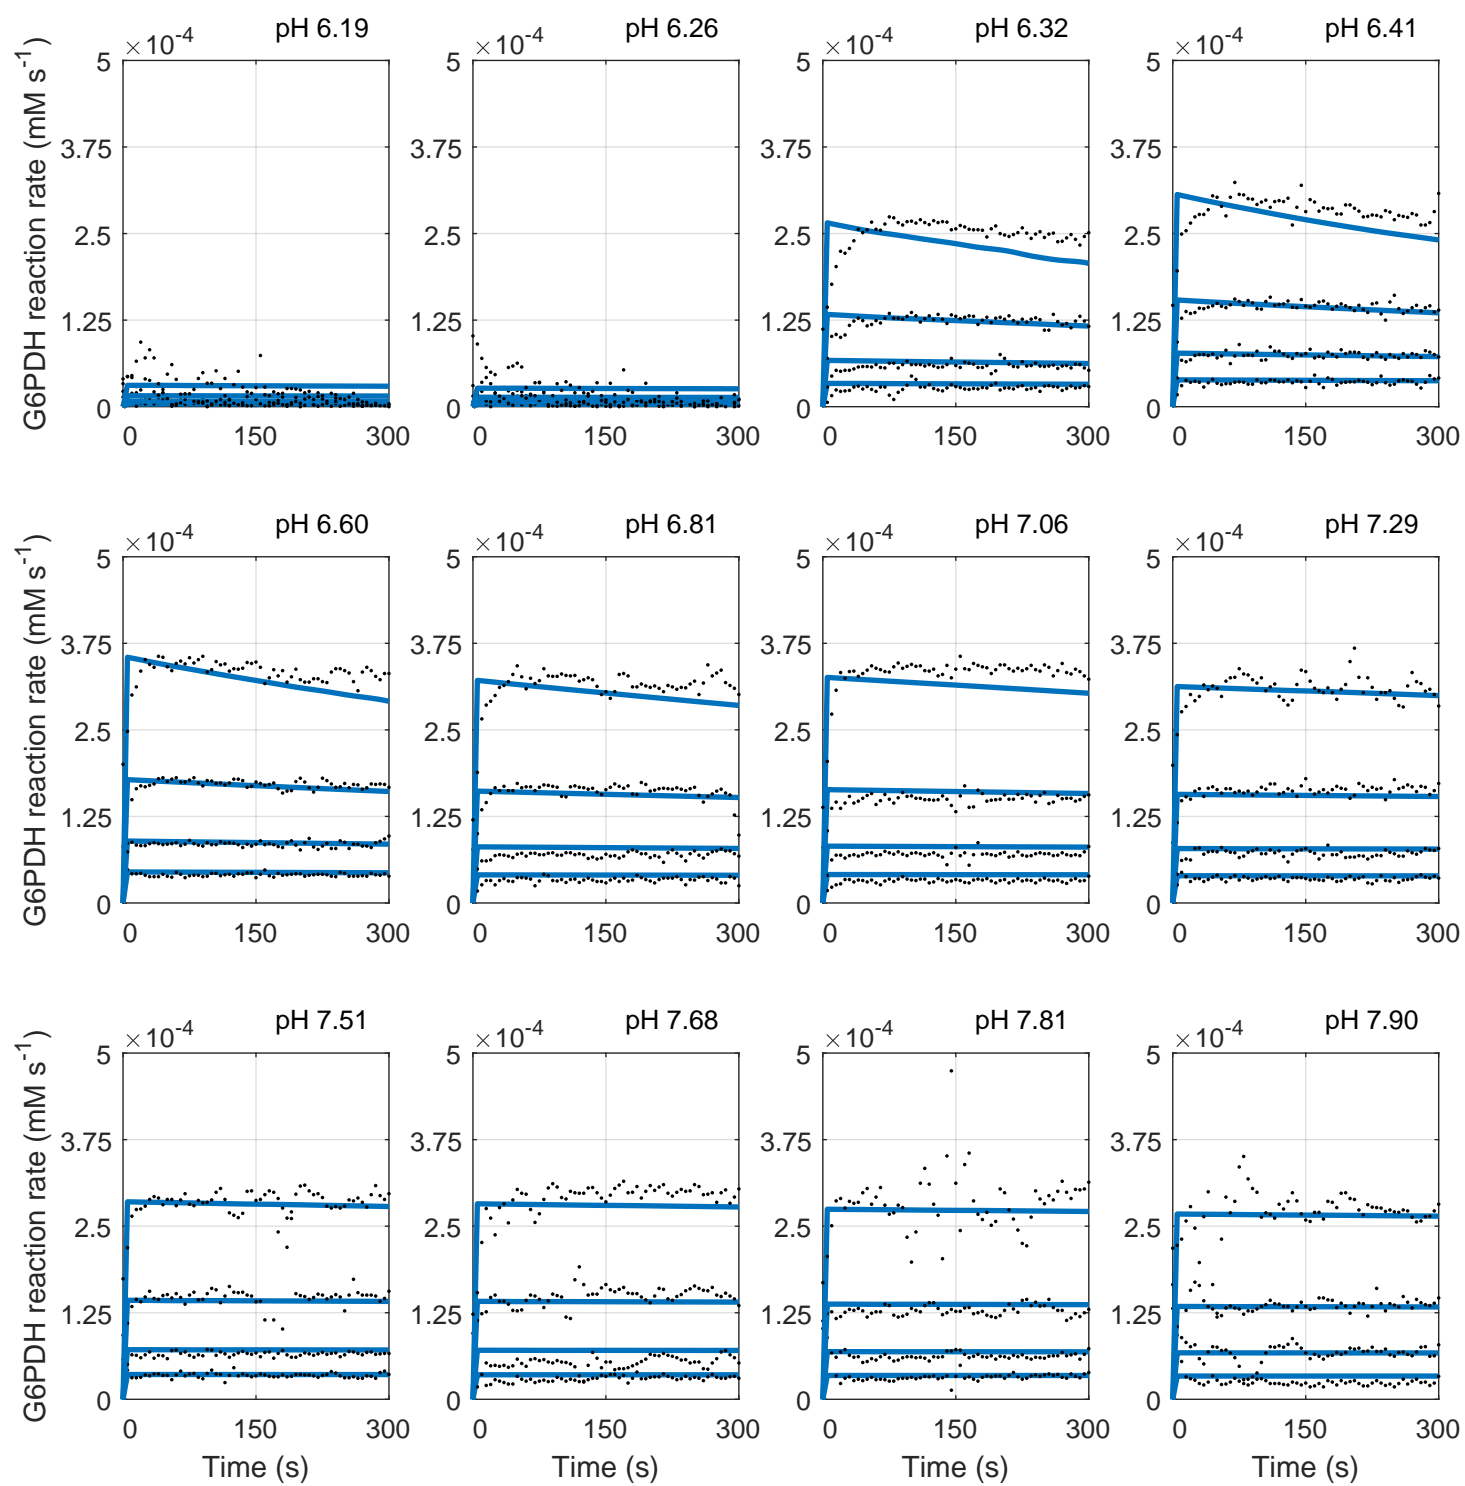 ×10-4 pH 6.19 ×10-4 pH 6.26 ×10-4 pH 6.32 ×10-4 pH 6.41
5 5 5 5
3.75 3.75 3.75 3.75
2.5 2.5 2.5 2.5
1.25 1.25 1.25 1.25
0 0 0 0
0 150 300 0 150 300 0 150 300 0 150 300
G6PDH reaction rate (mM s-1)
×10-4 pH 6.60 ×10-4 pH 6.81 ×10-4 pH 7.06 ×10-4 pH 7.29
5 5 5 5
3.75 3.75 3.75 3.75
2.5 2.5 2.5 2.5
1.25 1.25 1.25 1.25
0 0 0 0
0 150 300 0 150 300 0 150 300 0 150 300
G6PDH reaction rate (mM s-1)
×10-4 pH 7.51 ×10-4 pH 7.68 ×10-4 pH 7.81 ×10-4 pH 7.90
5 5 5 5
3.75 3.75 3.75 3.75
2.5 2.5 2.5 2.5
1.25 1.25 1.25 1.25
0 0 0 0
0 150 300 0 150 300 0 150 300 0 150 300
G6PDH reaction rate (mM s-1)
Time (s) Time (s) Time (s) Time (s)